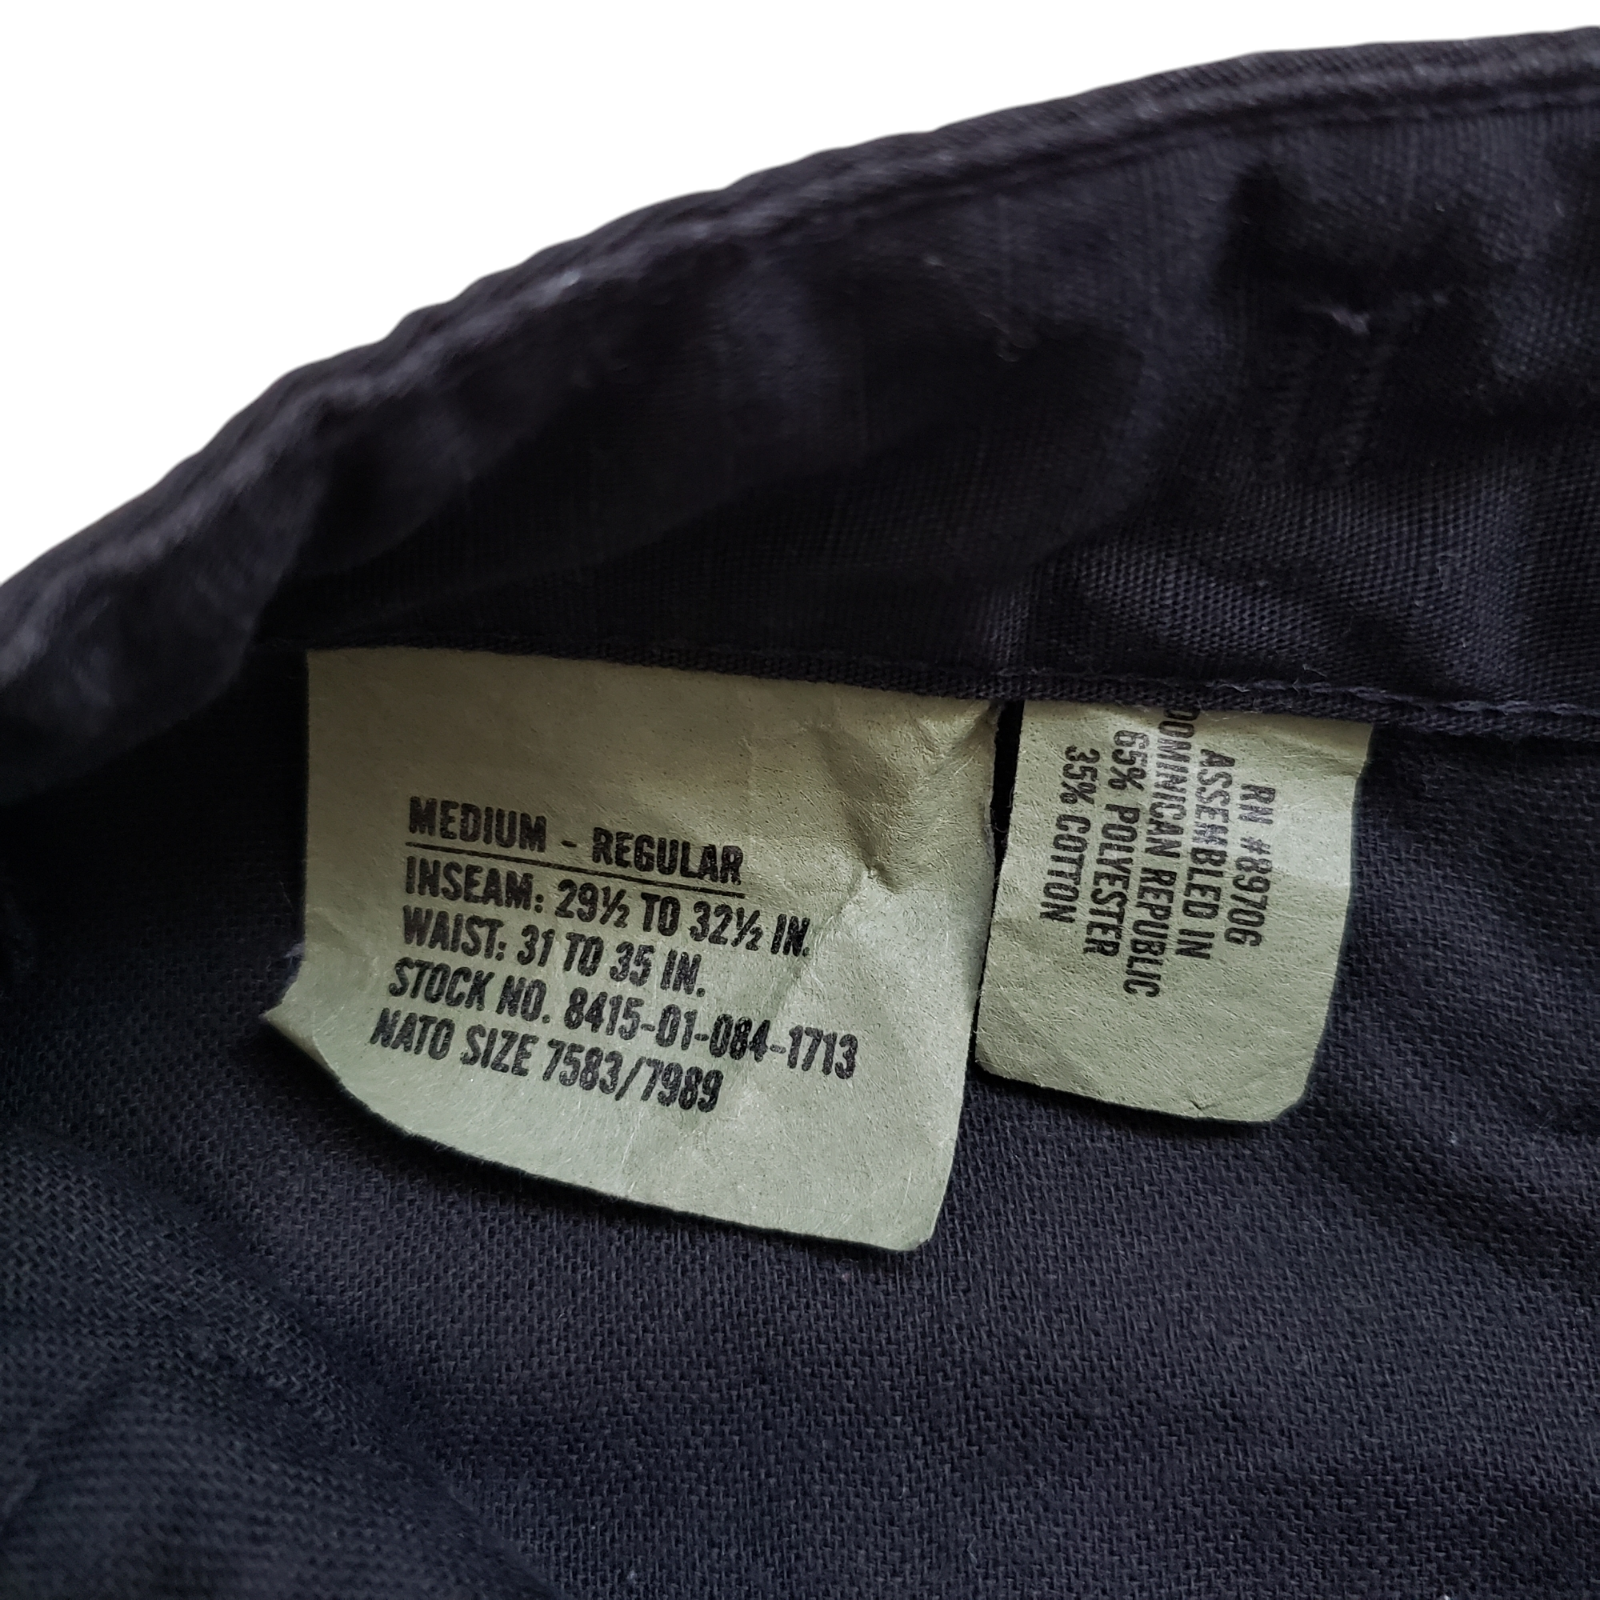 MEDIUM - REGULAR
INSEAM: 29½ TO 32½ IN.
WAIST: 31 TO 35 IN.
STOCK NO. 8415-01-084-1713
NATO SIZE 7583/7989
RN #89706
ASSEMBLED IN
DOMINICAN REPUBLIC
65% POLYESTER
35% COTTON